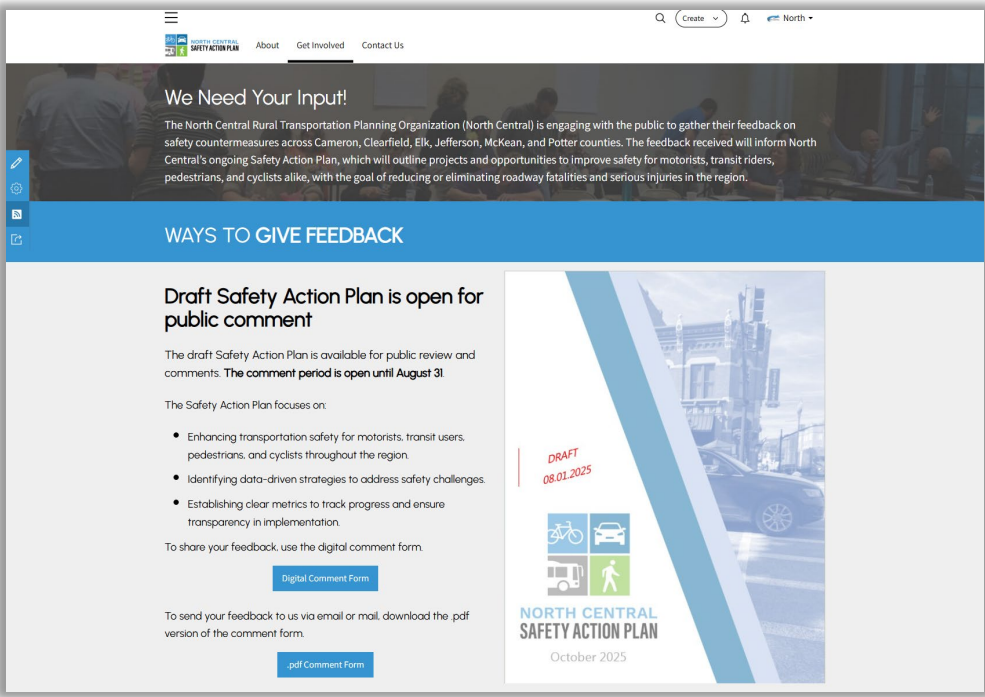 Create
North
NORTH CENTRAL
SAFETY ACTION PLAN
About
Get Involved
Contact Us
We Need Your Input!
The North Central Rural Transportation Planning Organization (North Central) is engaging with the public to gather their feedback on
safety countermeasures across Cameron, Clearfield, Elk, Jefferson, McKean, and Potter counties. The feedback received will inform North
Central's ongoing Safety Action Plan, which will outline projects and opportunities to improve safety for motorists, transit riders,
pedestrians, and cyclists alike, with the goal of reducing or eliminating roadway fatalities and serious injuries in the region.
WAYS TO GIVE FEEDBACK
Draft Safety Action Plan is open for
public comment
The draft Safety Action Plan is available for public review and
comments. The comment period is open until August 31.
The Safety Action Plan focuses on:
• Enhancing transportation safety for motorists, transit users,
pedestrians, and cyclists throughout the region.
• Identifying data-driven strategies to address safety challenges.
• Establishing clear metrics to track progress and ensure
transparency in implementation.
To share your feedback, use the digital comment form.
Digital Comment Form
To send your feedback to us via email or mail, download the .pdf
version of the comment form.
.pdf Comment Form
DRAFT
08.01.2025
NORTH CENTRAL
SAFETY ACTION PLAN
October 2025